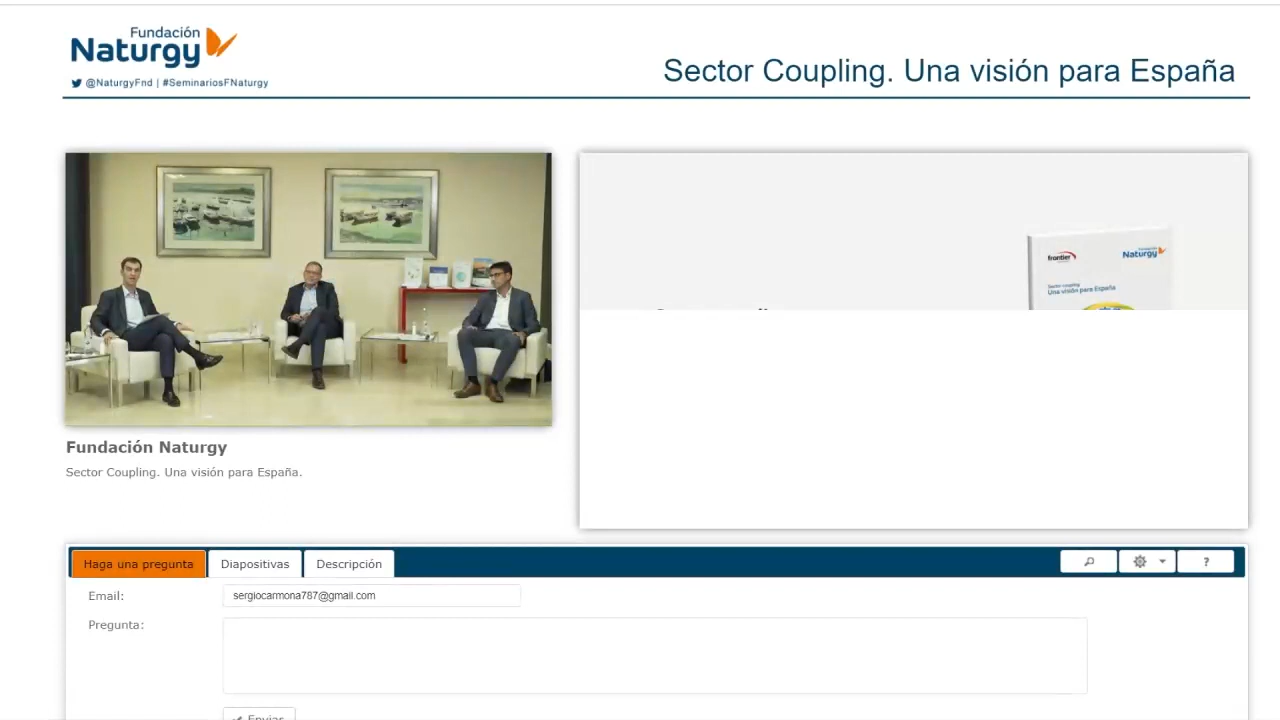 Fundación
Naturgy
@NaturgyFnd | #SeminariosFNaturgy
Sector Coupling. Una visión para España
frontier
Naturgy
Sector coupling.
Una visión para España
Fundación Naturgy
Sector Coupling. Una visión para España.
Haga una pregunta
Diapositivas
Descripción
?
Email:
sergiocarmona787@gmail.com
Pregunta:
Enviar